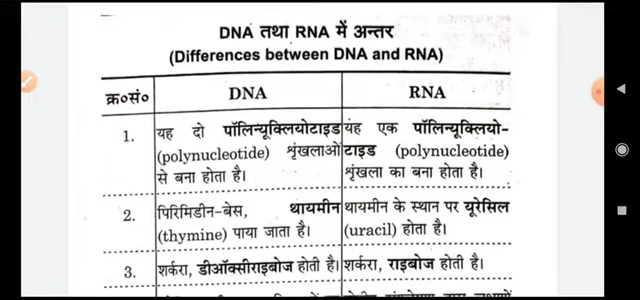 DNA तथा RNA में अन्तर
(Differences between DNA and RNA)
क्र०सं० DNA RNA
1. यह दो पॉलिन्यूक्लियोटाइड यह एक पॉलिन्यूक्लियो-
(polynucleotide) शृंखलाओं टाइड (polynucleotide)
से बना होता है। शृंखला का बना होता है।
2. पिरिमिडीन-बेस, थायमीन थायमीन के स्थान पर यूरेसिल
(thymine) पाया जाता है। (uracil) होता है।
3. शर्करा, डीऑक्सीराइबोज होती है। शर्करा, राइबोज होती है।